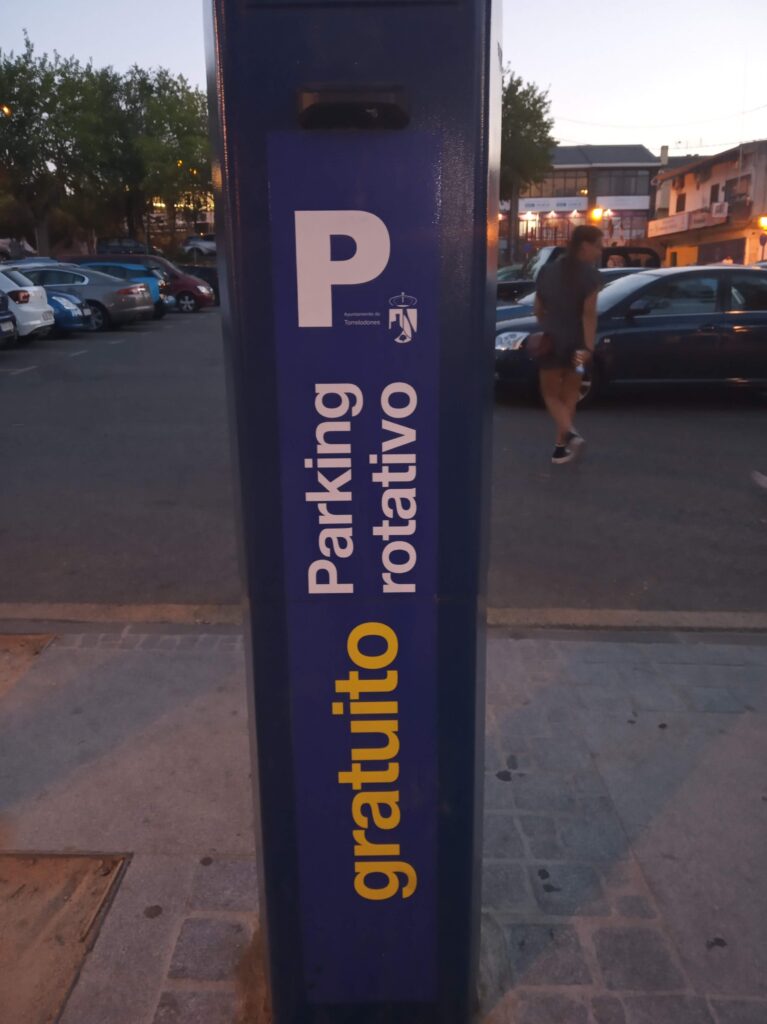 P
Ayuntamiento de
Torrelodones
Parking
rotativo
gratuito